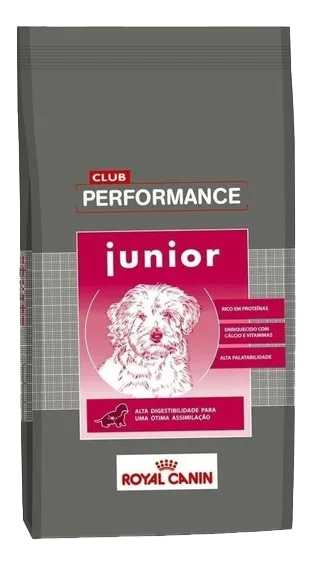 CLUB
PERFORMANCE
junior
RICO EM PROTEÍNAS
ENRIQUECIDO COM
CÁLCIO E VITAMINAS
ALTA PALATABILIDADE
ALTA DIGESTIBILIDADE PARA
UMA ÓTIMA ASSIMILAÇÃO
ROYAL CANIN